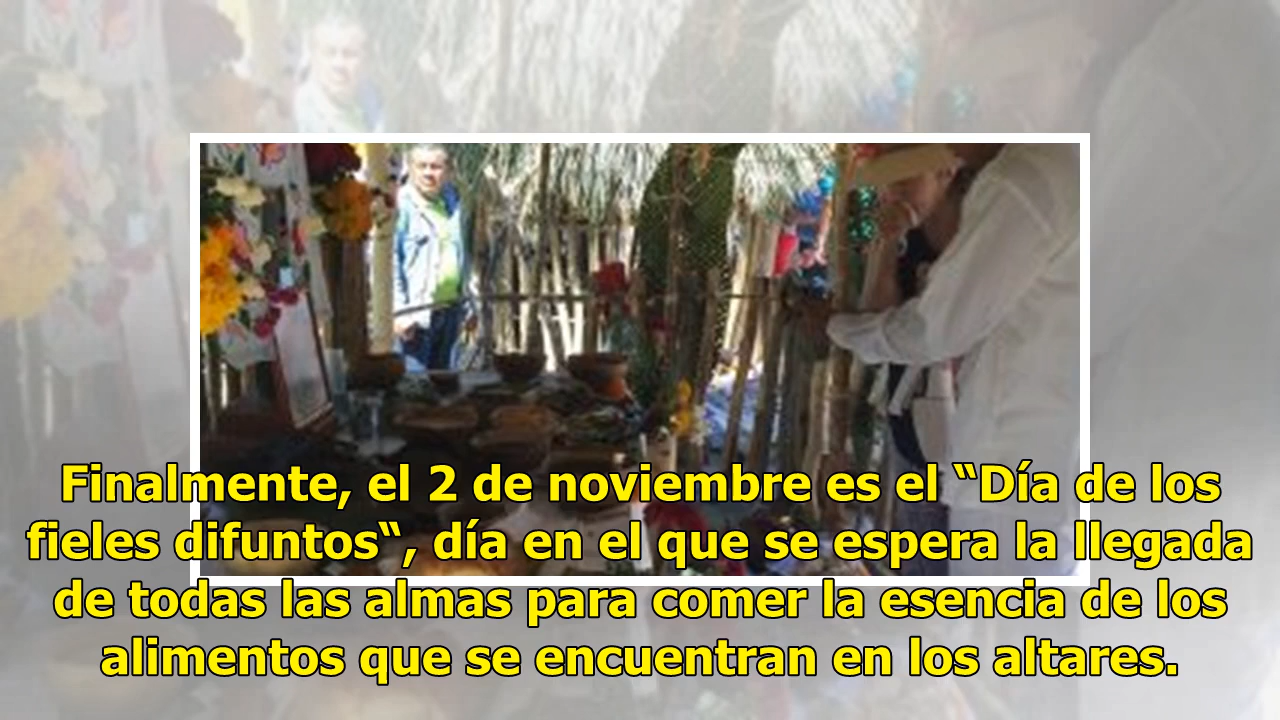 Finalmente, el 2 de noviembre es el “Día de los
fieles difuntos“, día en el que se espera la llegada
de todas las almas para comer la esencia de los
alimentos que se encuentran en los altares.